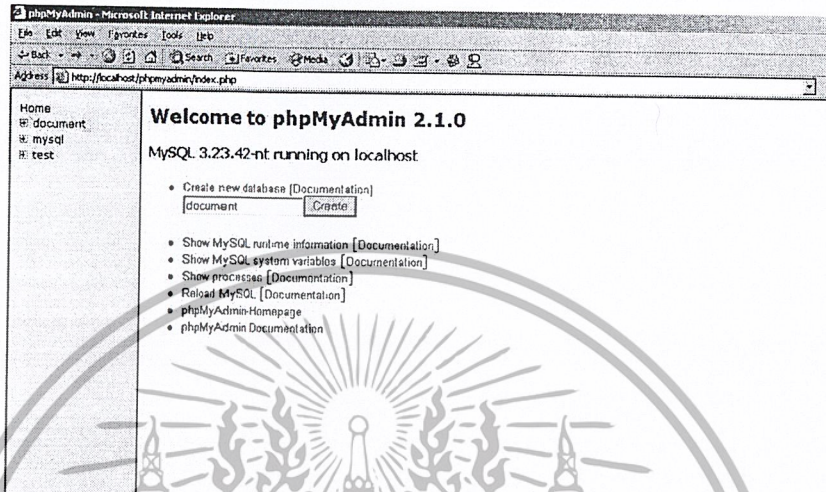 phpMyAdmin - Microsoft Internet Explorer
File Edit View Favorites Tools Help
Back Search Favorites Media
Address http://localhost/phpmyadmin/index.php
Home
document
mysql
test
Welcome to phpMyAdmin 2.1.0
MySQL 3.23.42-nt running on localhost
Create new database [Documentation]
document Create
Show MySQL runtime information [Documentation]
Show MySQL system variables [Documentation]
Show processes [Documentation]
Reload MySQL [Documentation]
phpMyAdmin-Homepage
phpMyAdmin Documentation